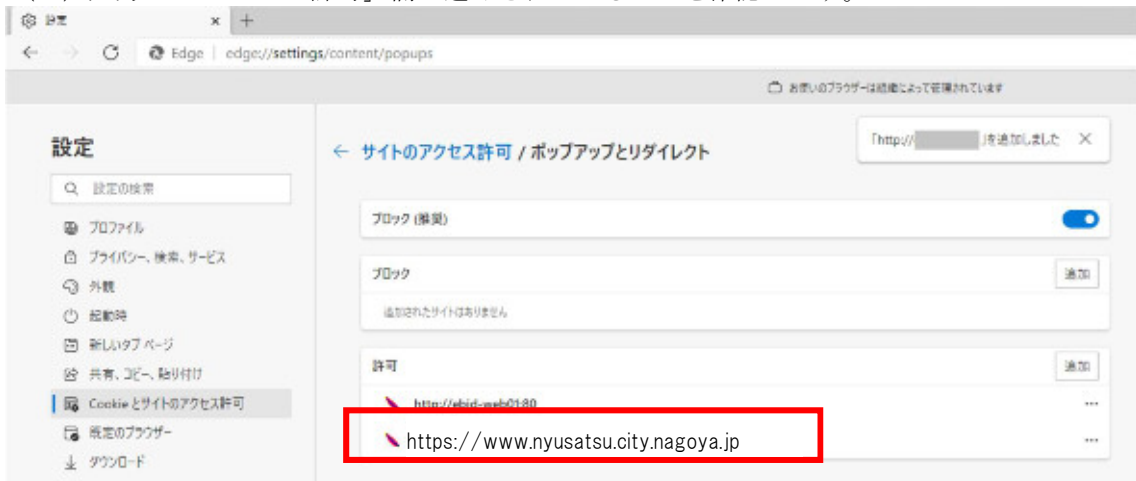 設定
Edge edge://settings/content/popups
お使いのブラウザーは組織によって管理されています
設定
設定の検索
プロファイル
プライバシー、検索、サービス
外観
起動時
新しいタブ ページ
共有、コピー、貼り付け
Cookie とサイトのアクセス許可
既定のブラウザー
ダウンロード
サイトのアクセス許可 / ポップアップとリダイレクト
「http:// 」を追加しました
ブロック (推奨)
ブロック
追加
追加されたサイトはありません
許可
追加
http://ebid-web01:80
https://www.nyusatsu.city.nagoya.jp